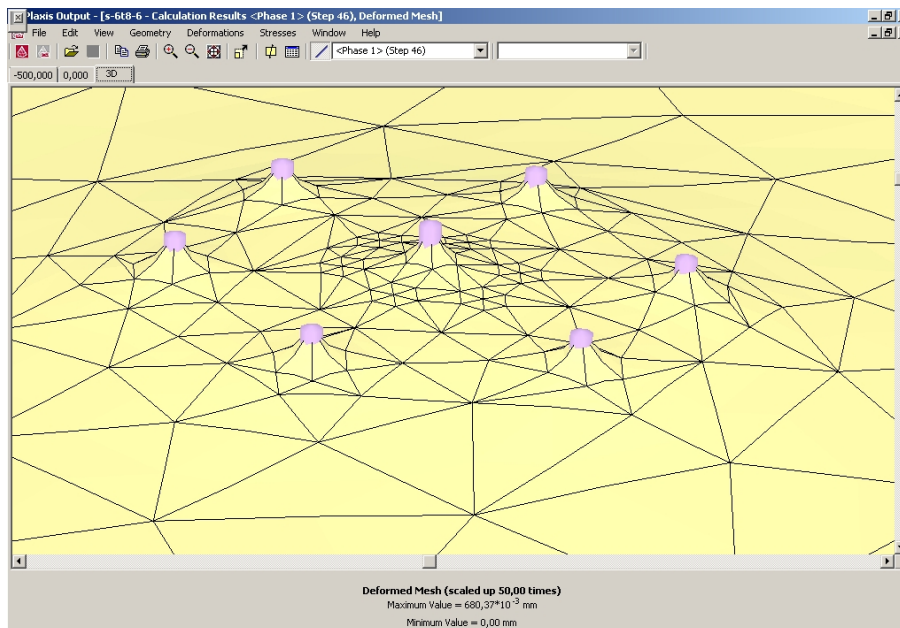 Plaxis Output - [s-6t8-6 - Calculation Results <Phase 1> (Step 46), Deformed Mesh]
File Edit View Geometry Deformations Stresses Window Help
<Phase 1> (Step 46)
-500,000 0,000 3D
Deformed Mesh (scaled up 50,00 times)
Maximum Value = 680,37*10⁻³ mm
Minimum Value = 0,00 mm